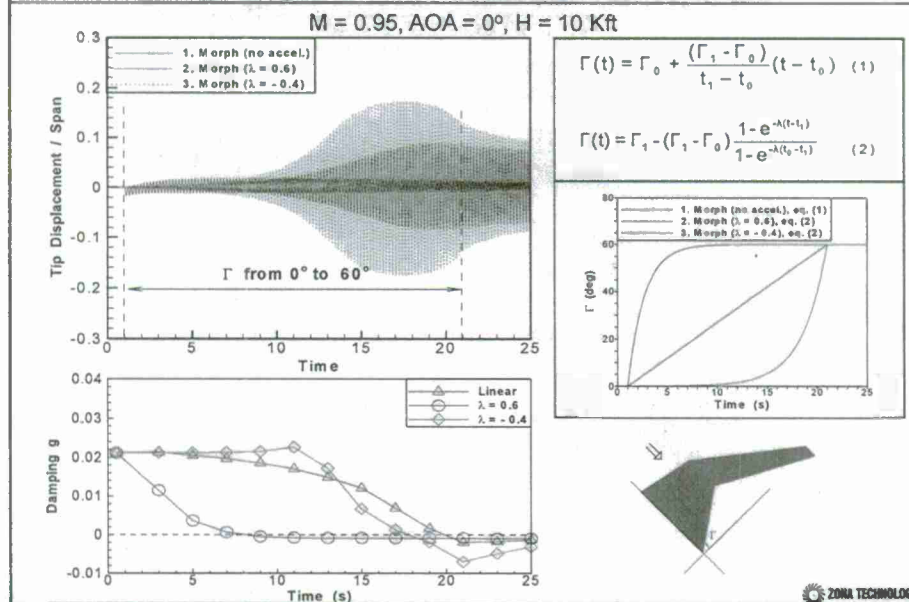 M = 0.95, AOA = 0°, H = 10 Kft
1. Morph (no accel.)
2. Morph (λ = 0.6)
3. Morph (λ = - 0.4)
Tip Displacement / Span
0.3
0.2
0.1
0
-0.1
-0.2
-0.3
Γ from 0° to 60°
0 5 10 15 20 25
Time
Γ(t) = Γ₀ + (Γ₁ - Γ₀)/(t₁ - t₀) (t - t₀) (1)
Γ(t) = Γ₁ - (Γ₁ - Γ₀) (1 - e^-λ(t-t₁))/(1 - e^-λ(t₀-t₁)) (2)
1. Morph (no accel.), eq. (1)
2. Morph (λ = 0.6), eq. (2)
3. Morph (λ = - 0.4), eq. (2)
Γ (deg)
80
60
40
20
0
0 5 10 15 20 25
Time (s)
Linear
λ = 0.6
λ = - 0.4
Damping g
0.04
0.03
0.02
0.01
0
-0.01
0 5 10 15 20 25
Time (s)
Γ
ZONA TECHNOLOG